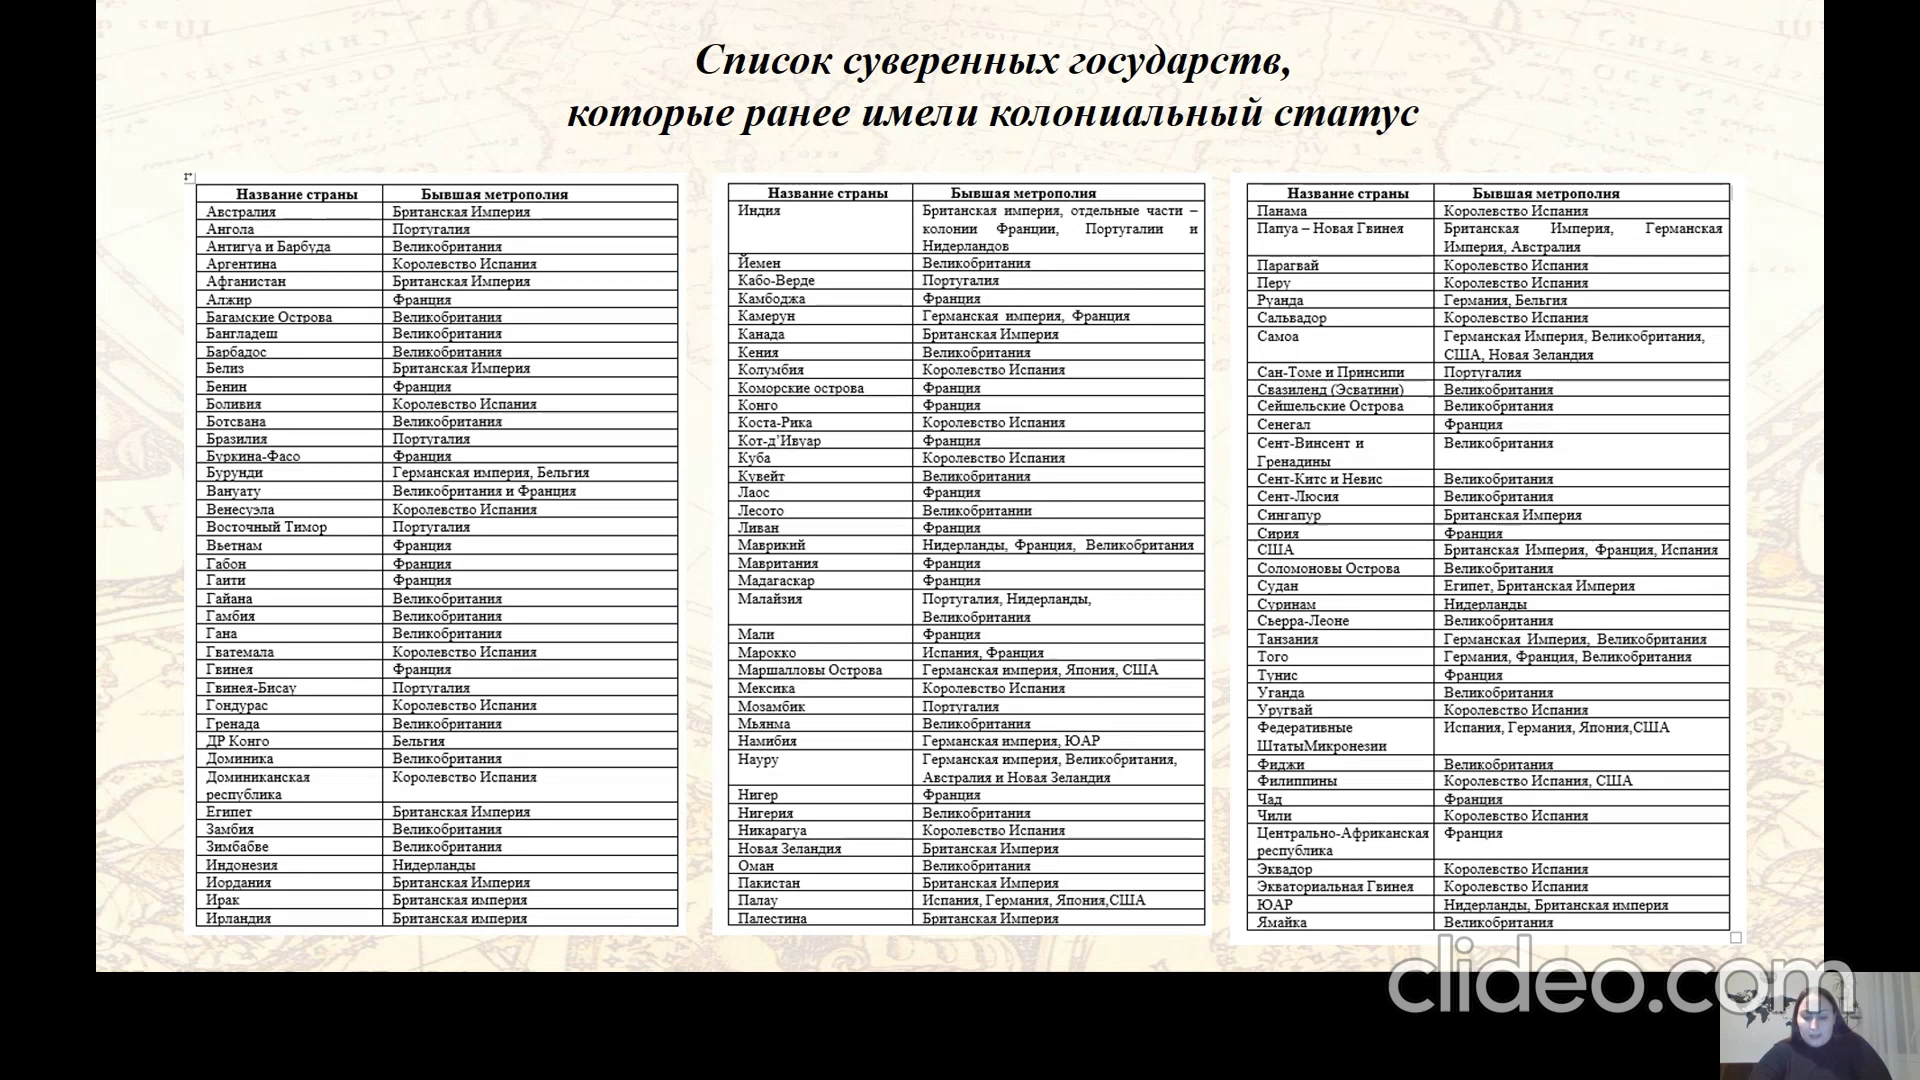 Список суверенных государств,
которые ранее имели колониальный статус
Название страны Бывшая метрополия
Австралия Британская Империя
Ангола Португалия
Антигуа и Барбуда Великобритания
Аргентина Королевство Испания
Афганистан Британская Империя
Алжир Франция
Багамские Острова Великобритания
Бангладеш Великобритания
Барбадос Великобритания
Белиз Британская Империя
Бенин Франция
Боливия Королевство Испания
Ботсвана Великобритания
Бразилия Португалия
Буркина-Фасо Франция
Бурунди Германская империя, Бельгия
Вануату Великобритания и Франция
Венесуэла Королевство Испания
Восточный Тимор Португалия
Вьетнам Франция
Габон Франция
Гаити Франция
Гайана Великобритания
Гамбия Великобритания
Гана Великобритания
Гватемала Королевство Испания
Гвинея Франция
Гвинея-Бисау Португалия
Гондурас Королевство Испания
Гренада Великобритания
ДР Конго Бельгия
Доминика Великобритания
Доминиканская Королевство Испания
республика
Египет Британская Империя
Замбия Великобритания
Зимбабве Великобритания
Индонезия Нидерланды
Иордания Британская Империя
Ирак Британская империя
Ирландия Британская империя
Название страны Бывшая метрополия
Индия Британская империя, отдельные части –
колонии Франции, Португалии и
Нидерландов
Йемен Великобритания
Кабо-Верде Португалия
Камбоджа Франция
Камерун Германская империя, Франция
Канада Британская Империя
Кения Великобритания
Колумбия Королевство Испания
Коморские острова Франция
Конго Франция
Коста-Рика Королевство Испания
Кот-д’Ивуар Франция
Куба Королевство Испания
Кувейт Великобритания
Лаос Франция
Лесото Великобритании
Ливан Франция
Маврикий Нидерланды, Франция, Великобритания
Мавритания Франция
Мадагаскар Франция
Малайзия Португалия, Нидерланды,
Великобритания
Мали Франция
Марокко Испания, Франция
Маршалловы Острова Германская империя, Япония, США
Мексика Королевство Испания
Мозамбик Португалия
Мьянма Великобритания
Намибия Германская империя, ЮАР
Науру Германская империя, Великобритания,
Австралия и Новая Зеландия
Нигер Франция
Нигерия Великобритания
Никарагуа Королевство Испания
Новая Зеландия Британская Империя
Оман Великобритания
Пакистан Британская Империя
Палау Испания, Германия, Япония,США
Палестина Британская Империя
Название страны Бывшая метрополия
Панама Королевство Испания
Папуа – Новая Гвинея Британская Империя, Германская
Империя, Австралия
Парагвай Королевство Испания
Перу Королевство Испания
Руанда Германия, Бельгия
Сальвадор Королевство Испания
Самоа Германская Империя, Великобритания,
США, Новая Зеландия
Сан-Томе и Принсипи Португалия
Свазиленд (Эсватини) Великобритания
Сейшельские Острова Великобритания
Сенегал Франция
Сент-Винсент и Великобритания
Гренадины
Сент-Китс и Невис Великобритания
Сент-Люсия Великобритания
Сингапур Британская Империя
Сирия Франция
США Британская Империя, Франция, Испания
Соломоновы Острова Великобритания
Судан Египет, Британская Империя
Суринам Нидерланды
Сьерра-Леоне Великобритания
Танзания Германская Империя, Великобритания
Того Германия, Франция, Великобритания
Тунис Франция
Уганда Великобритания
Уругвай Королевство Испания
Федеративные Испания, Германия, Япония,США
ШтатыМикронезии
Фиджи Великобритания
Филиппины Королевство Испания, США
Чад Франция
Чили Королевство Испания
Центрально-Африканская Франция
республика
Эквадор Королевство Испания
Экваториальная Гвинея Королевство Испания
ЮАР Нидерланды, Британская империя
Ямайка Великобритания
clideo.com